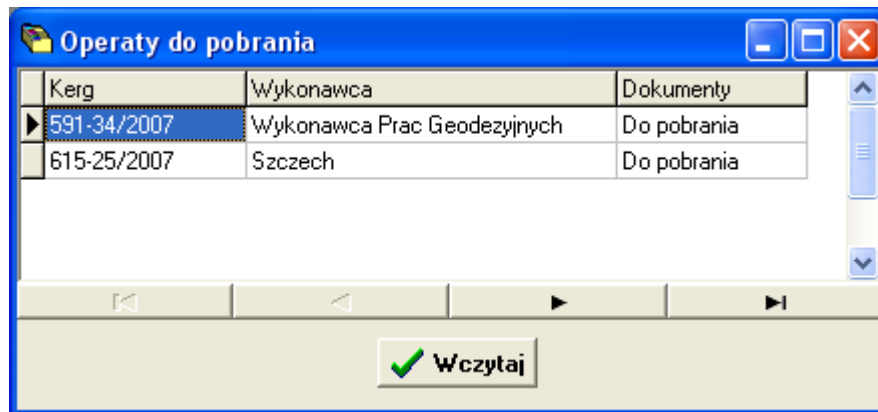 Operaty do pobrania
Kerg Wykonawca Dokumenty
591-34/2007 Wykonawca Prac Geodezyjnych Do pobrania
615-25/2007 Szczech Do pobrania
Wczytaj